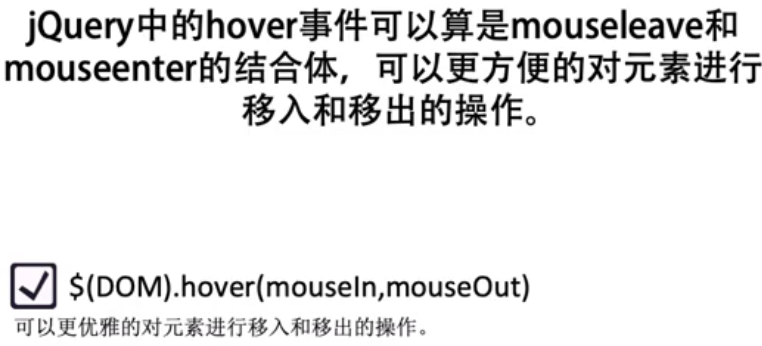 jQuery中的hover事件可以算是mouseleave和
mouseenter的结合体，可以更方便的对元素进行
移入和移出的操作。
$(DOM).hover(mouseIn,mouseOut)
可以更优雅的对元素进行移入和移出的操作。